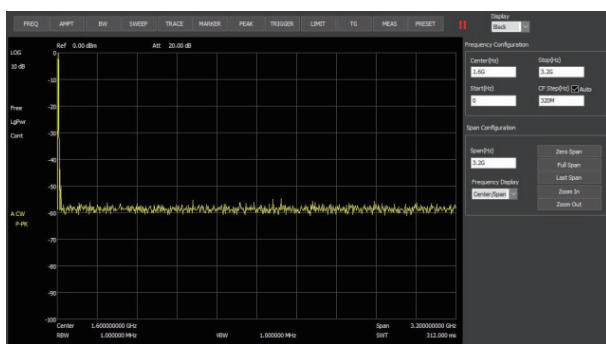 FREQ AMPT BW SWEEP TRACE MARKER PEAK TRIGGER LIMIT TG MEAS PRESET
Display
Black
LOG
10 dB
Free
LgPwr
Cont
A CW
P-PK
Ref 0.00 dBm Att 20.00 dB
0
-10
-20
-30
-40
-50
-60
-70
-80
-90
-100
Center 1.600000000 GHz Span 3.200000000 GHz
RBW 1.000000 MHz VBW 1.000000 MHz SWT 312.000 ms
Frequency Configuration
Center(Hz) Stop(Hz)
1.6G 3.2G
Start(Hz) CF Step(Hz) Auto
0 320M
Span Configuration
Span(Hz)
3.2G
Frequency Display
Center/Span
Zero Span
Full Span
Last Span
Zoom In
Zoom Out